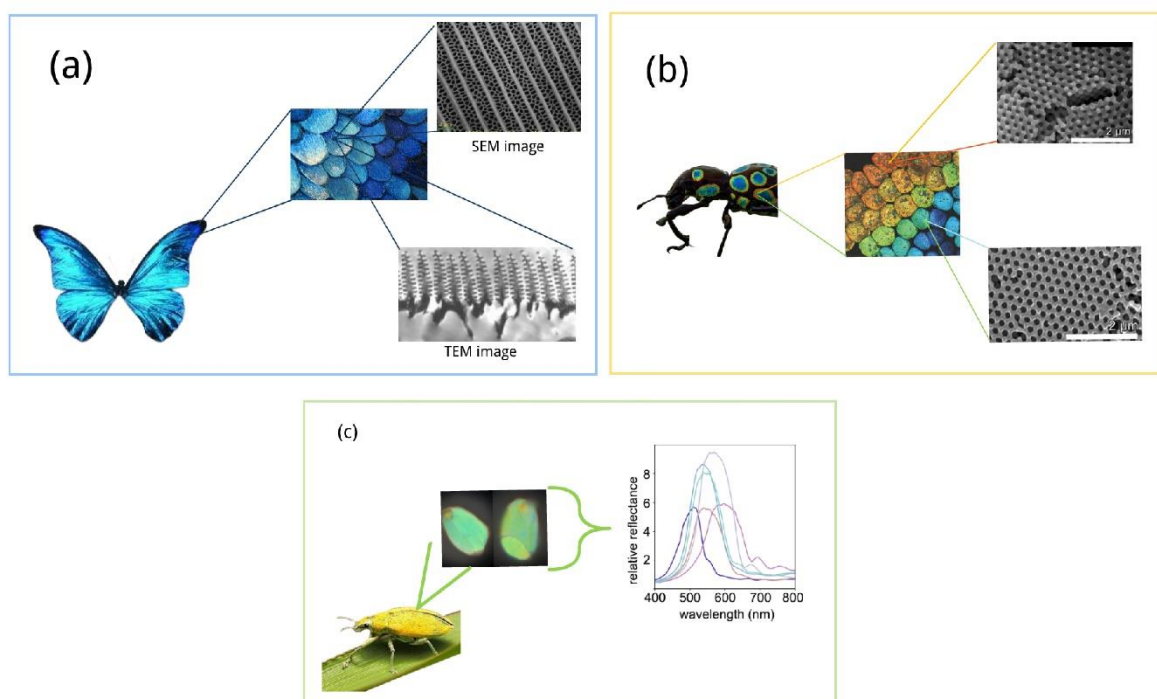 (a)
SEM image
TEM image
(b)
2 μm
2 μm
(c)
relative reflectance
8
6
4
2
400 500 600 700 800
wavelength (nm)